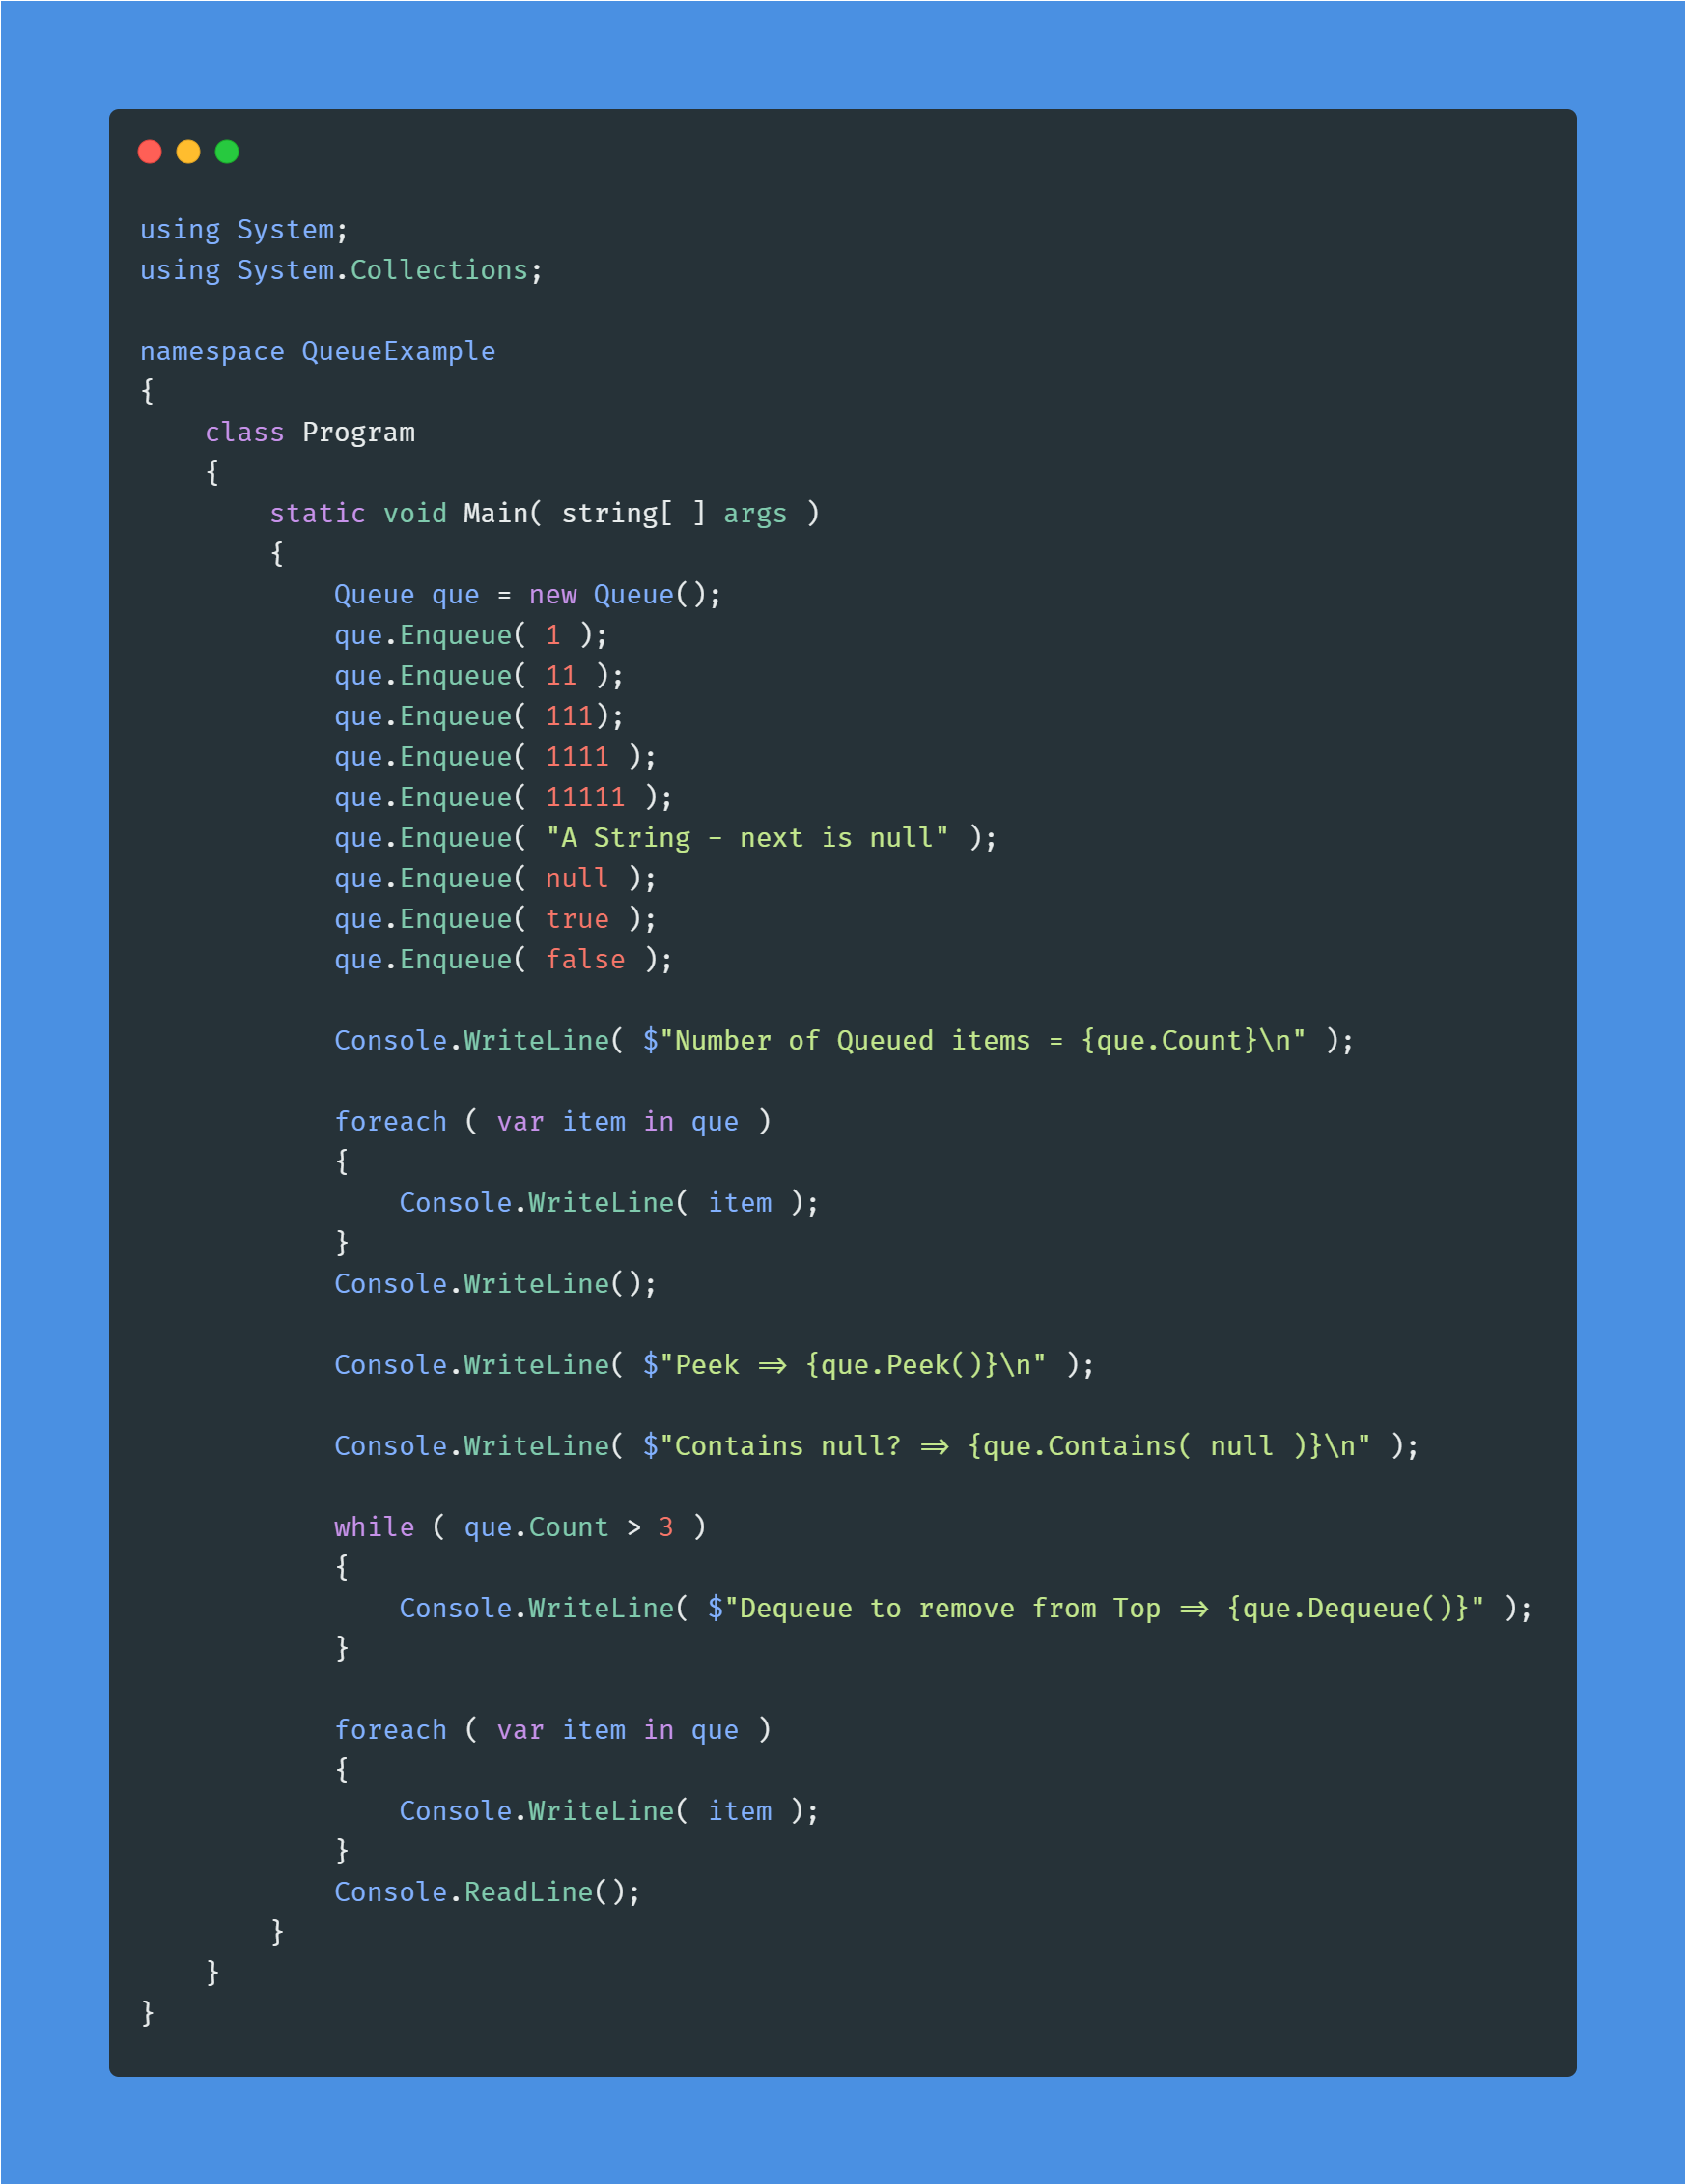 using System;
using System.Collections;

namespace QueueExample
{
    class Program
    {
        static void Main( string[ ] args )
        {
            Queue que = new Queue();
            que.Enqueue( 1 );
            que.Enqueue( 11 );
            que.Enqueue( 111);
            que.Enqueue( 1111 );
            que.Enqueue( 11111 );
            que.Enqueue( "A String - next is null" );
            que.Enqueue( null );
            que.Enqueue( true );
            que.Enqueue( false );

            Console.WriteLine( $"Number of Queued items = {que.Count}\n" );

            foreach ( var item in que )
            {
                Console.WriteLine( item );
            }
            Console.WriteLine();

            Console.WriteLine( $"Peek => {que.Peek()}\n" );

            Console.WriteLine( $"Contains null? => {que.Contains( null )}\n" );

            while ( que.Count > 3 )
            {
                Console.WriteLine( $"Dequeue to remove from Top => {que.Dequeue()}" );
            }

            foreach ( var item in que )
            {
                Console.WriteLine( item );
            }
            Console.ReadLine();
        }
    }
}